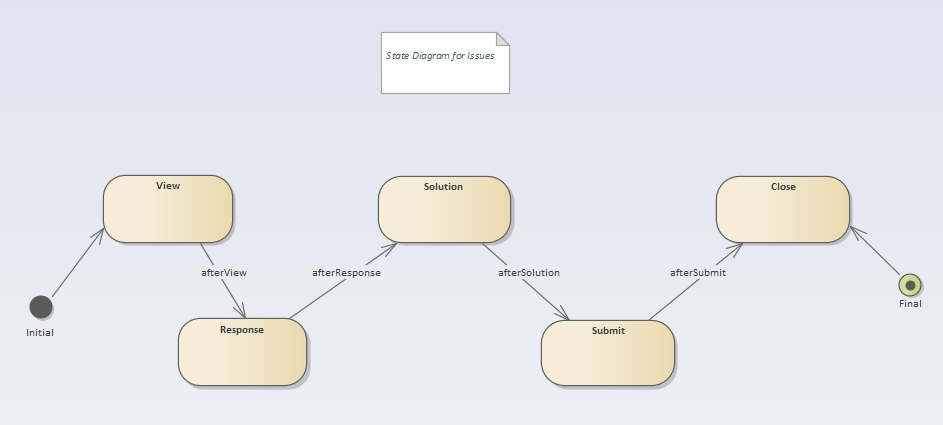 State Diagram for Issues
View
Solution
Close
afterView
afterResponse
afterSolution
afterSubmit
Initial
Final
Response
Submit